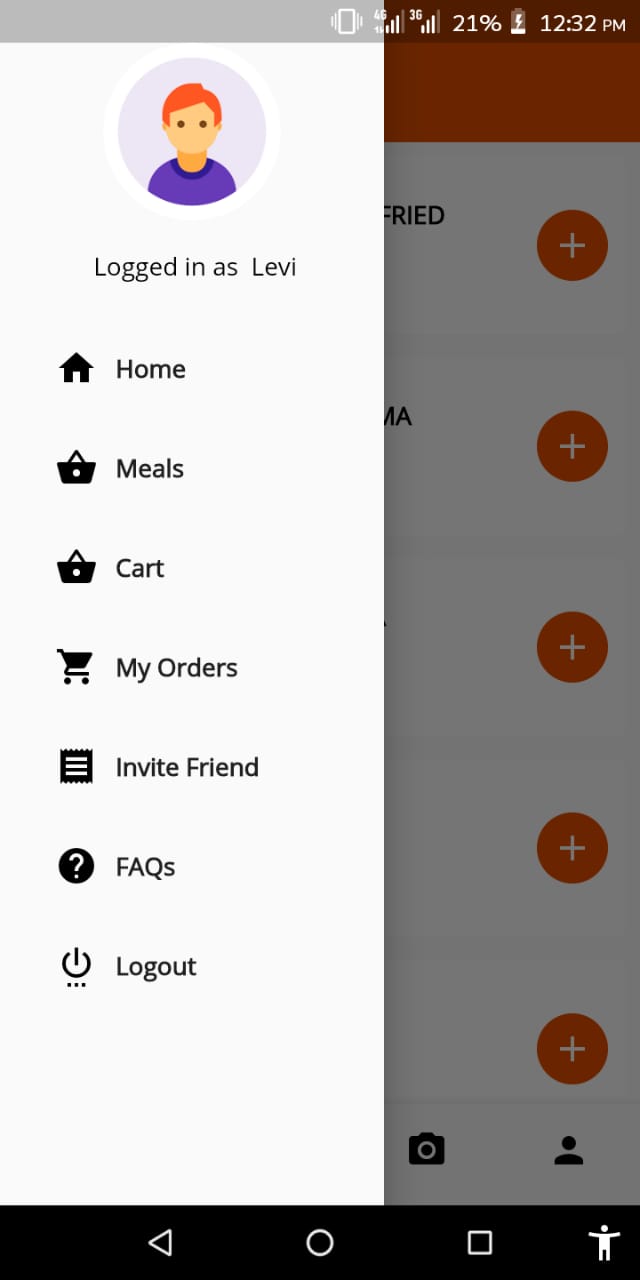 4G 3G 21% 12:32 PM
FRIED
Logged in as Levi
Home
MA
Meals
Cart
My Orders
Invite Friend
FAQs
Logout